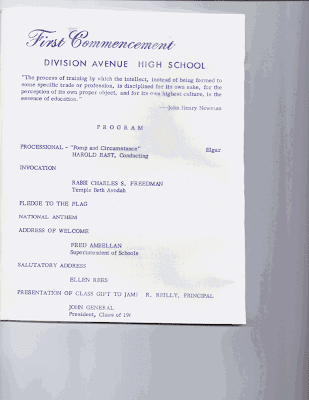 First Commencement
DIVISION AVENUE HIGH SCHOOL
"The process of training by which the intellect, instead of being formed to
some specific trade or profession, is disciplined for its own sake, for the
perception of its own proper object, and for its own highest culture, is the
essence of education."
—John Henry Newman
PROGRAM
PROCESSIONAL - "Pomp and Circumstance" Elgar
HAROLD EAST, Conducting
INVOCATION
RABBI CHARLES S. FREEDMAN
Temple Beth Avodah
PLEDGE TO THE FLAG
NATIONAL ANTHEM
ADDRESS OF WELCOME
FRED AMBELLAN
Superintendent of Schools
SALUTATORY ADDRESS
ELLEN REES
PRESENTATION OF CLASS GIFT TO JAM R. REILLY, PRINCIPAL
JOHN GENERAL
President, Class of 19